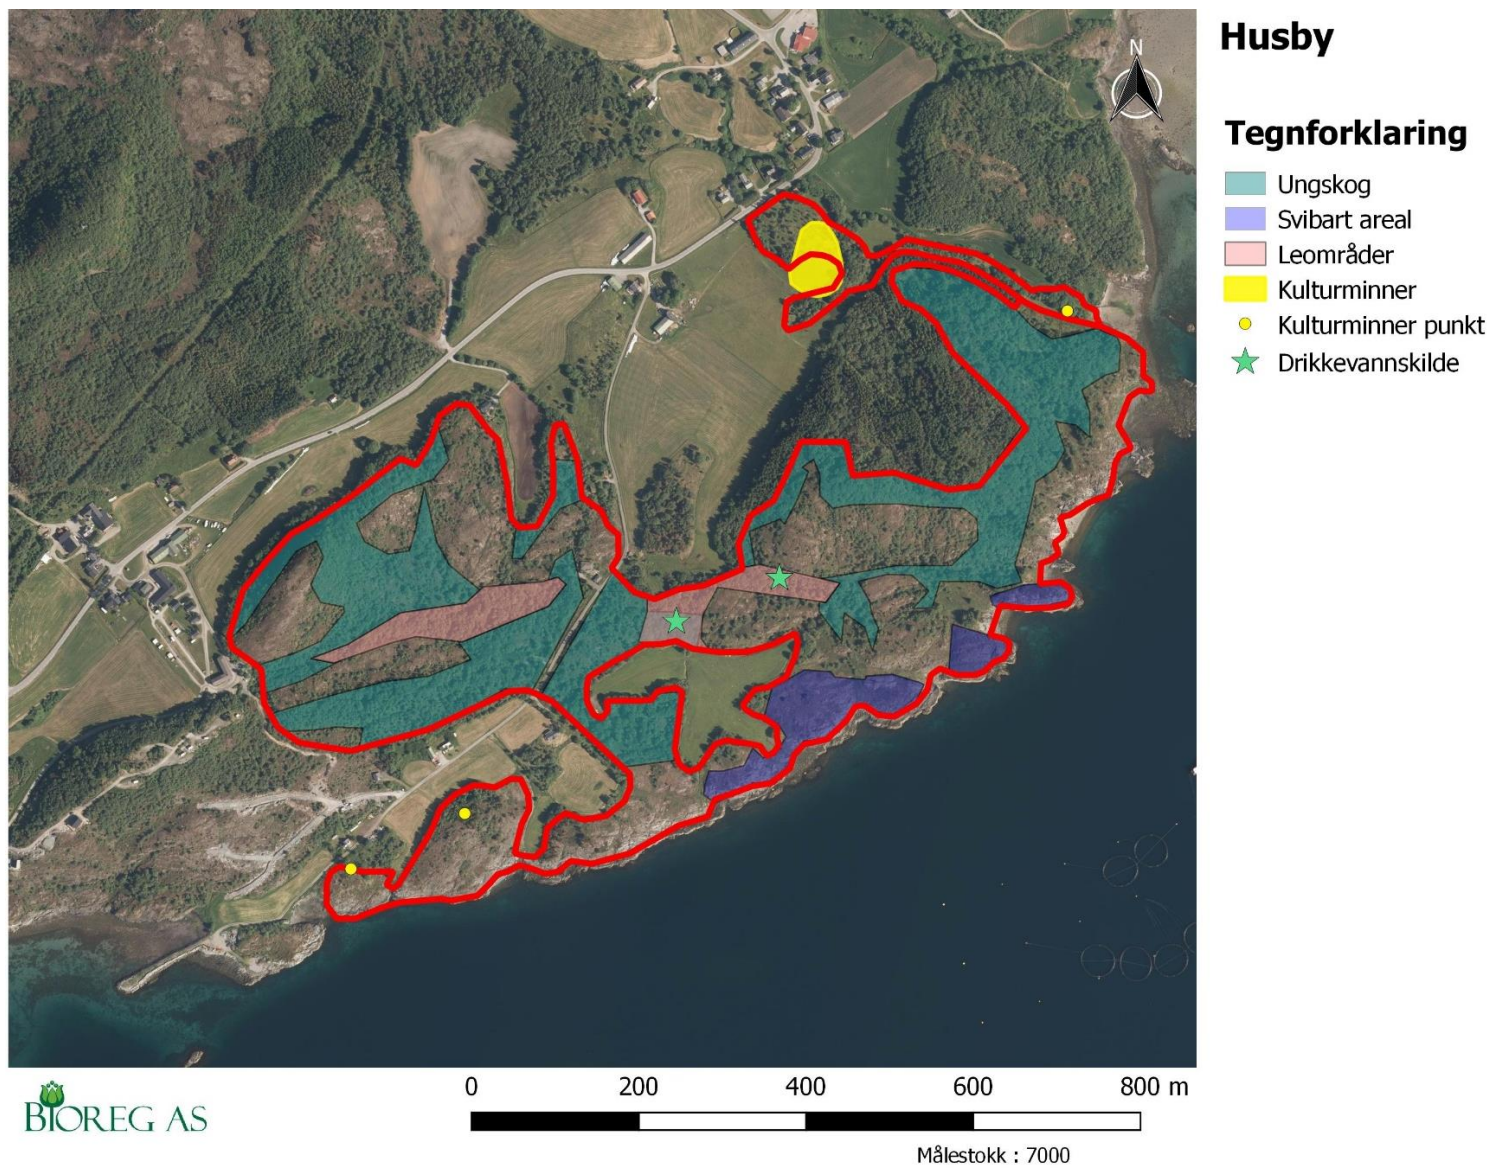 Husby
N
Tegnforklaring
Ungskog
Svibart areal
Leområder
Kulturminner
Kulturminner punkt
Drikkevannskilde
BIOREG AS
0 200 400 600 800 m
Målestokk : 7000